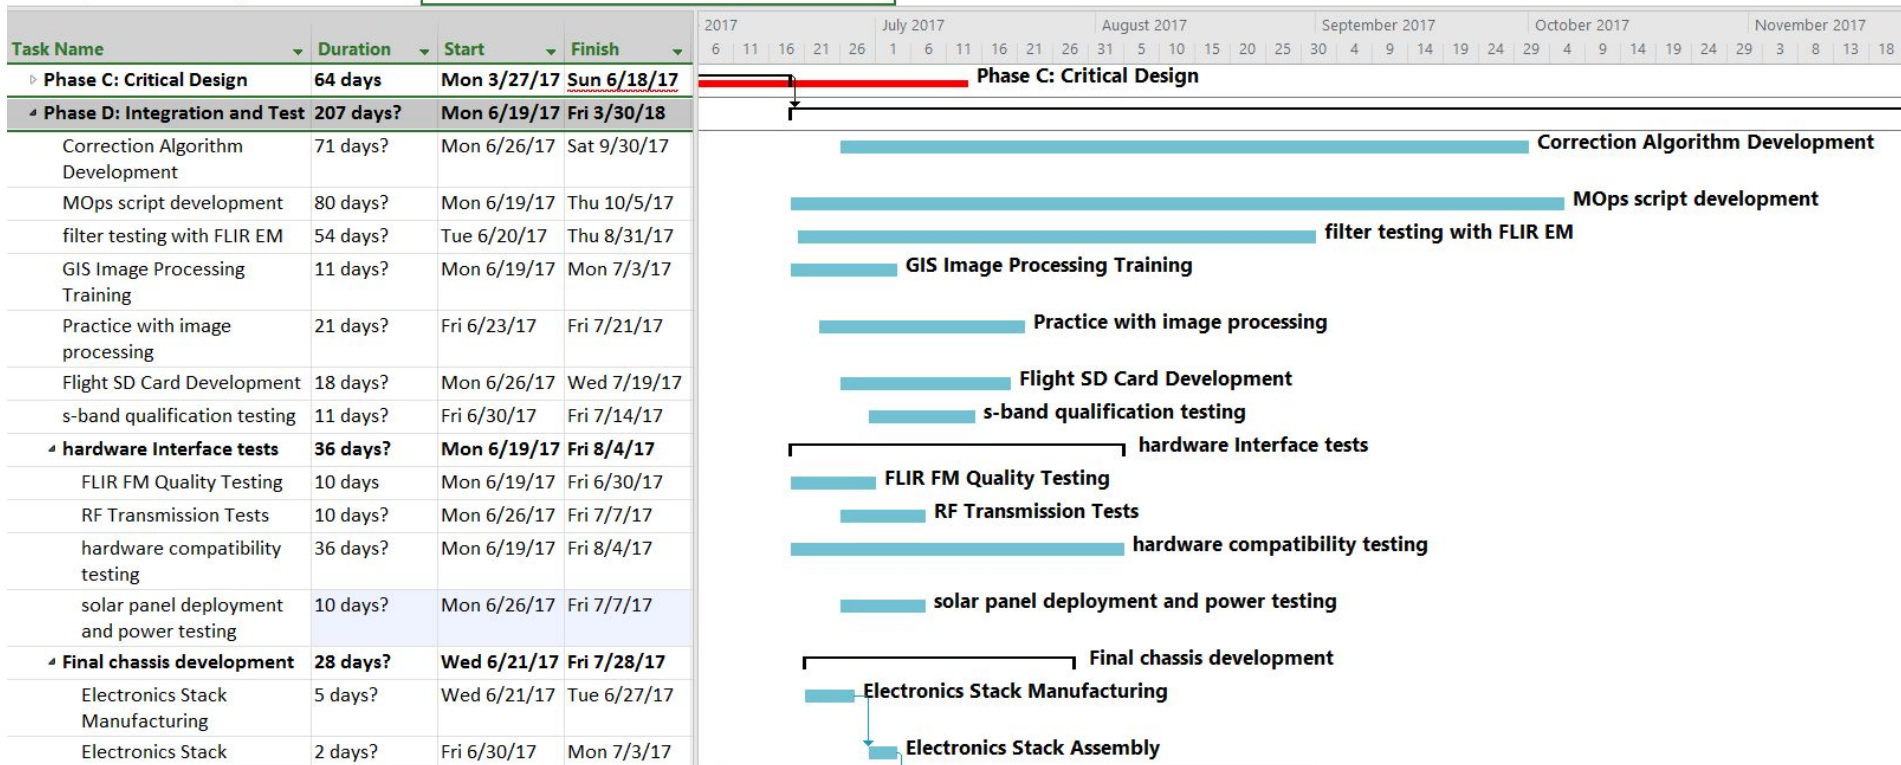 2017 July 2017 August 2017 September 2017 October 2017 November 2017
Task Name Duration Start Finish 6 11 16 21 26 1 6 11 16 21 26 31 5 10 15 20 25 30 4 9 14 19 24 29 4 9 14 19 24 29 3 8 13 18
Phase C: Critical Design 64 days Mon 3/27/17 Sun 6/18/17 Phase C: Critical Design
Phase D: Integration and Test 207 days? Mon 6/19/17 Fri 3/30/18
Correction Algorithm 71 days? Mon 6/26/17 Sat 9/30/17 Correction Algorithm Development
Development
MOps script development 80 days? Mon 6/19/17 Thu 10/5/17 MOps script development
filter testing with FLIR EM 54 days? Tue 6/20/17 Thu 8/31/17 filter testing with FLIR EM
GIS Image Processing 11 days? Mon 6/19/17 Mon 7/3/17 GIS Image Processing Training
Training
Practice with image 21 days? Fri 6/23/17 Fri 7/21/17 Practice with image processing
processing
Flight SD Card Development 18 days? Mon 6/26/17 Wed 7/19/17 Flight SD Card Development
s-band qualification testing 11 days? Fri 6/30/17 Fri 7/14/17 s-band qualification testing
hardware Interface tests 36 days? Mon 6/19/17 Fri 8/4/17 hardware Interface tests
FLIR FM Quality Testing 10 days Mon 6/19/17 Fri 6/30/17 FLIR FM Quality Testing
RF Transmission Tests 10 days? Mon 6/26/17 Fri 7/7/17 RF Transmission Tests
hardware compatibility 36 days? Mon 6/19/17 Fri 8/4/17 hardware compatibility testing
testing
solar panel deployment 10 days? Mon 6/26/17 Fri 7/7/17 solar panel deployment and power testing
and power testing
Final chassis development 28 days? Wed 6/21/17 Fri 7/28/17 Final chassis development
Electronics Stack 5 days? Wed 6/21/17 Tue 6/27/17 Electronics Stack Manufacturing
Manufacturing
Electronics Stack 2 days? Fri 6/30/17 Mon 7/3/17 Electronics Stack Assembly